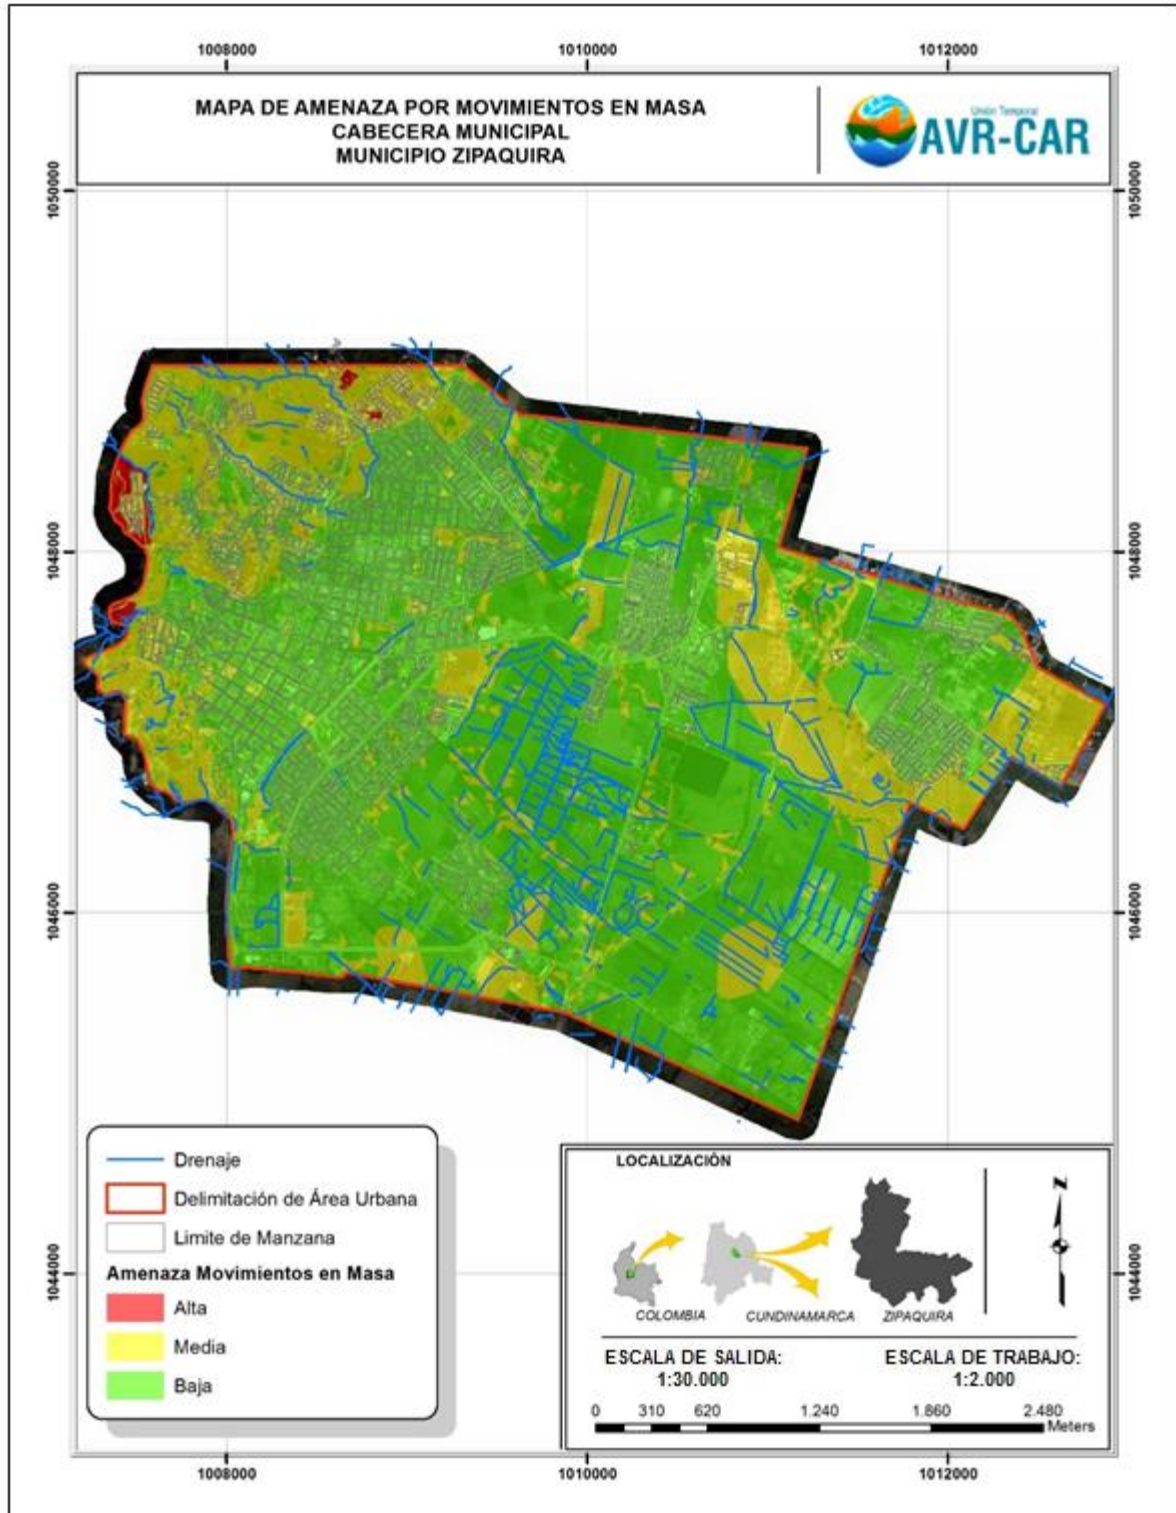 1008000 1010000 1012000
MAPA DE AMENAZA POR MOVIMIENTOS EN MASA
CABECERA MUNICIPAL
MUNICIPIO ZIPAQUIRA
Unión Temporal
AVR-CAR
1050000 1050000
1048000 1048000
1046000 1046000
1044000 1044000
Drenaje
Delimitación de Área Urbana
Limite de Manzana
Amenaza Movimientos en Masa
Alta
Media
Baja
LOCALIZACIÓN
N
COLOMBIA CUNDINAMARCA ZIPAQUIRA
ESCALA DE SALIDA: ESCALA DE TRABAJO:
1:30.000 1:2.000
0 310 620 1.240 1.860 2.480
Meters
1008000 1010000 1012000